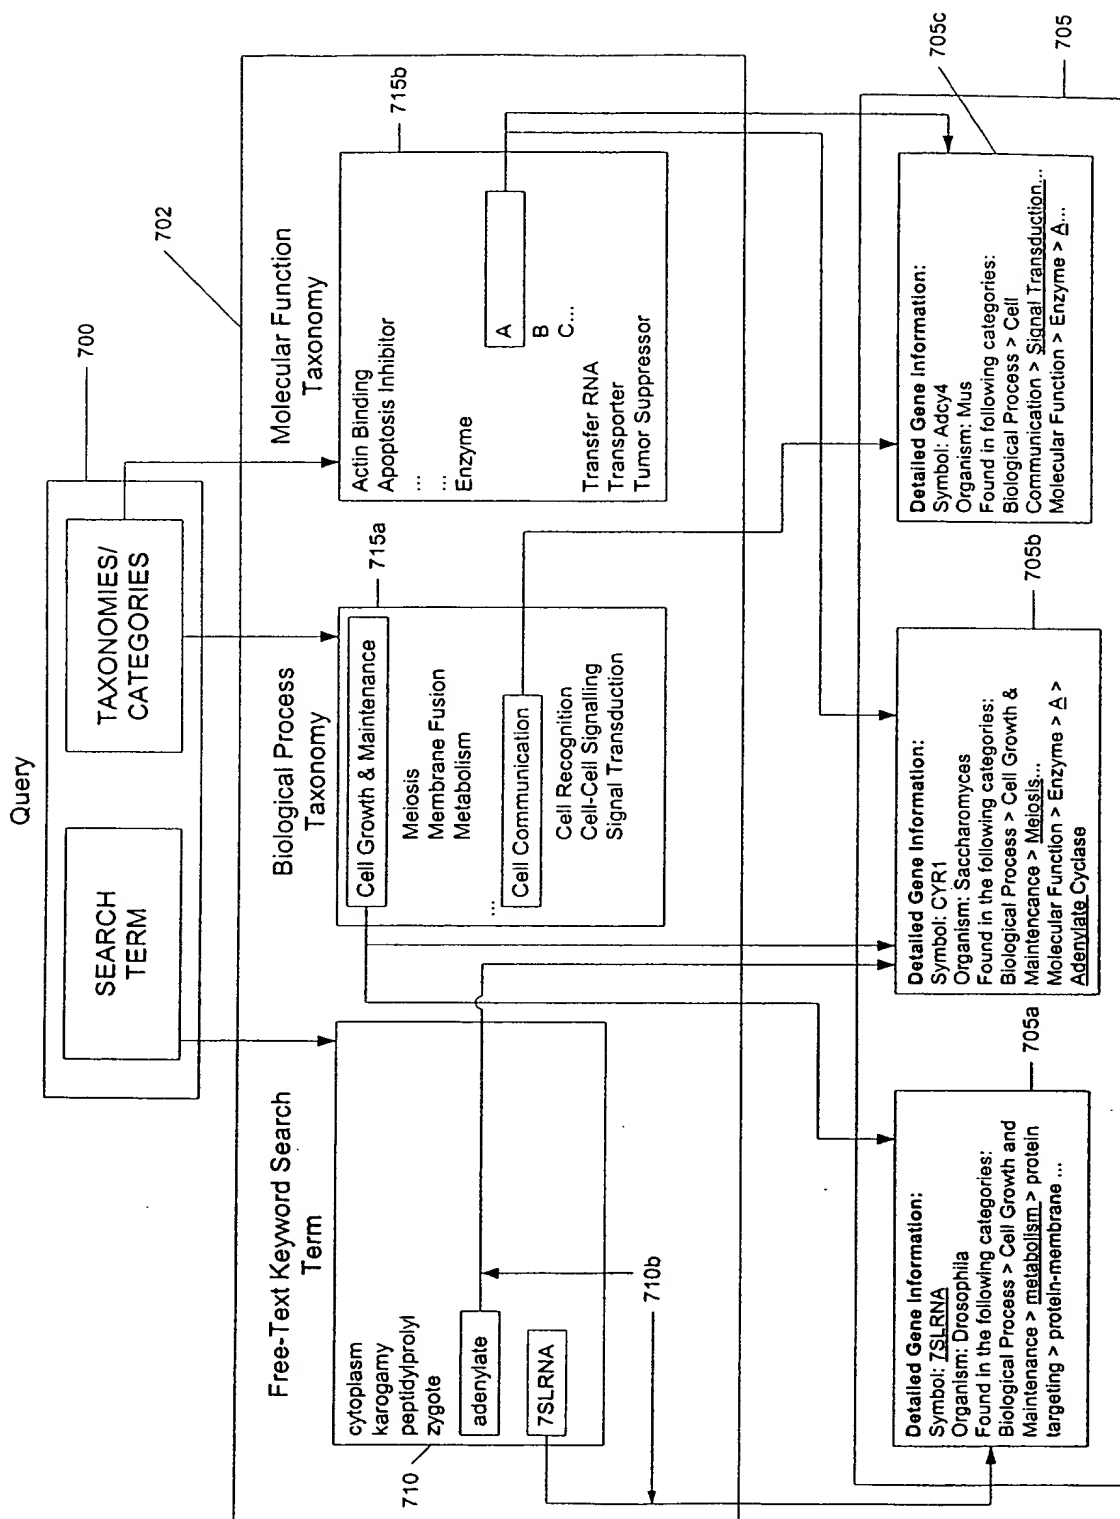 Query
700
SEARCH
TERM
TAXONOMIES/
CATEGORIES
702
Free-Text Keyword Search
Term
cytoplasm
karogamy
peptidylprolyl
zygote
adenylate
7SLRNA
710
710b
Biological Process
Taxonomy
715a
Cell Growth & Maintenance
Meiosis
Membrane Fusion
Metabolism
...
Cell Communication
Cell Recognition
Cell-Cell Signalling
Signal Transduction
Molecular Function
Taxonomy
715b
Actin Binding
Apoptosis Inhibitor
...
...
Enzyme
A
B
C...
Transfer RNA
Transporter
Tumor Suppressor
705
705a
Detailed Gene Information:
Symbol: 7SLRNA
Organism: Drosophila
Found in the following categories:
Biological Process > Cell Growth and
Maintenance > metabolism > protein
targeting > protein-membrane ...
705b
Detailed Gene Information:
Symbol: CYR1
Organism: Saccharomyces
Found in the following categories:
Biological Process > Cell Growth &
Maintencance > Meiosis...
Molecular Function > Enzyme > A >
Adenylate Cyclase
705c
Detailed Gene Information:
Symbol: Adcy4
Organism: Mus
Found in following categories:
Biological Process > Cell
Communication > Signal Transduction...
Molecular Function > Enzyme > A...